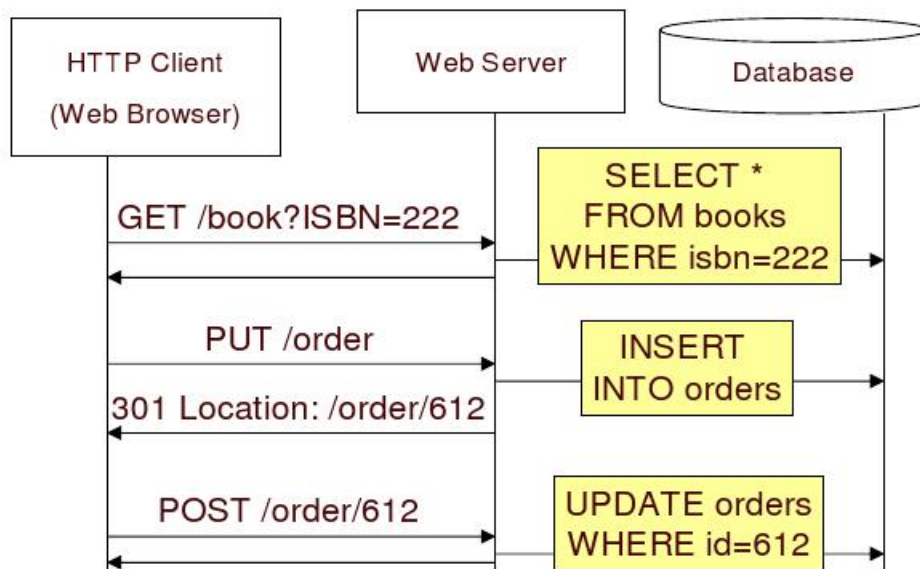 HTTP Client
(Web Browser)
Web Server
Database
GET /book?ISBN=222
SELECT *
FROM books
WHERE isbn=222
PUT /order
INSERT
INTO orders
301 Location: /order/612
POST /order/612
UPDATE orders
WHERE id=612